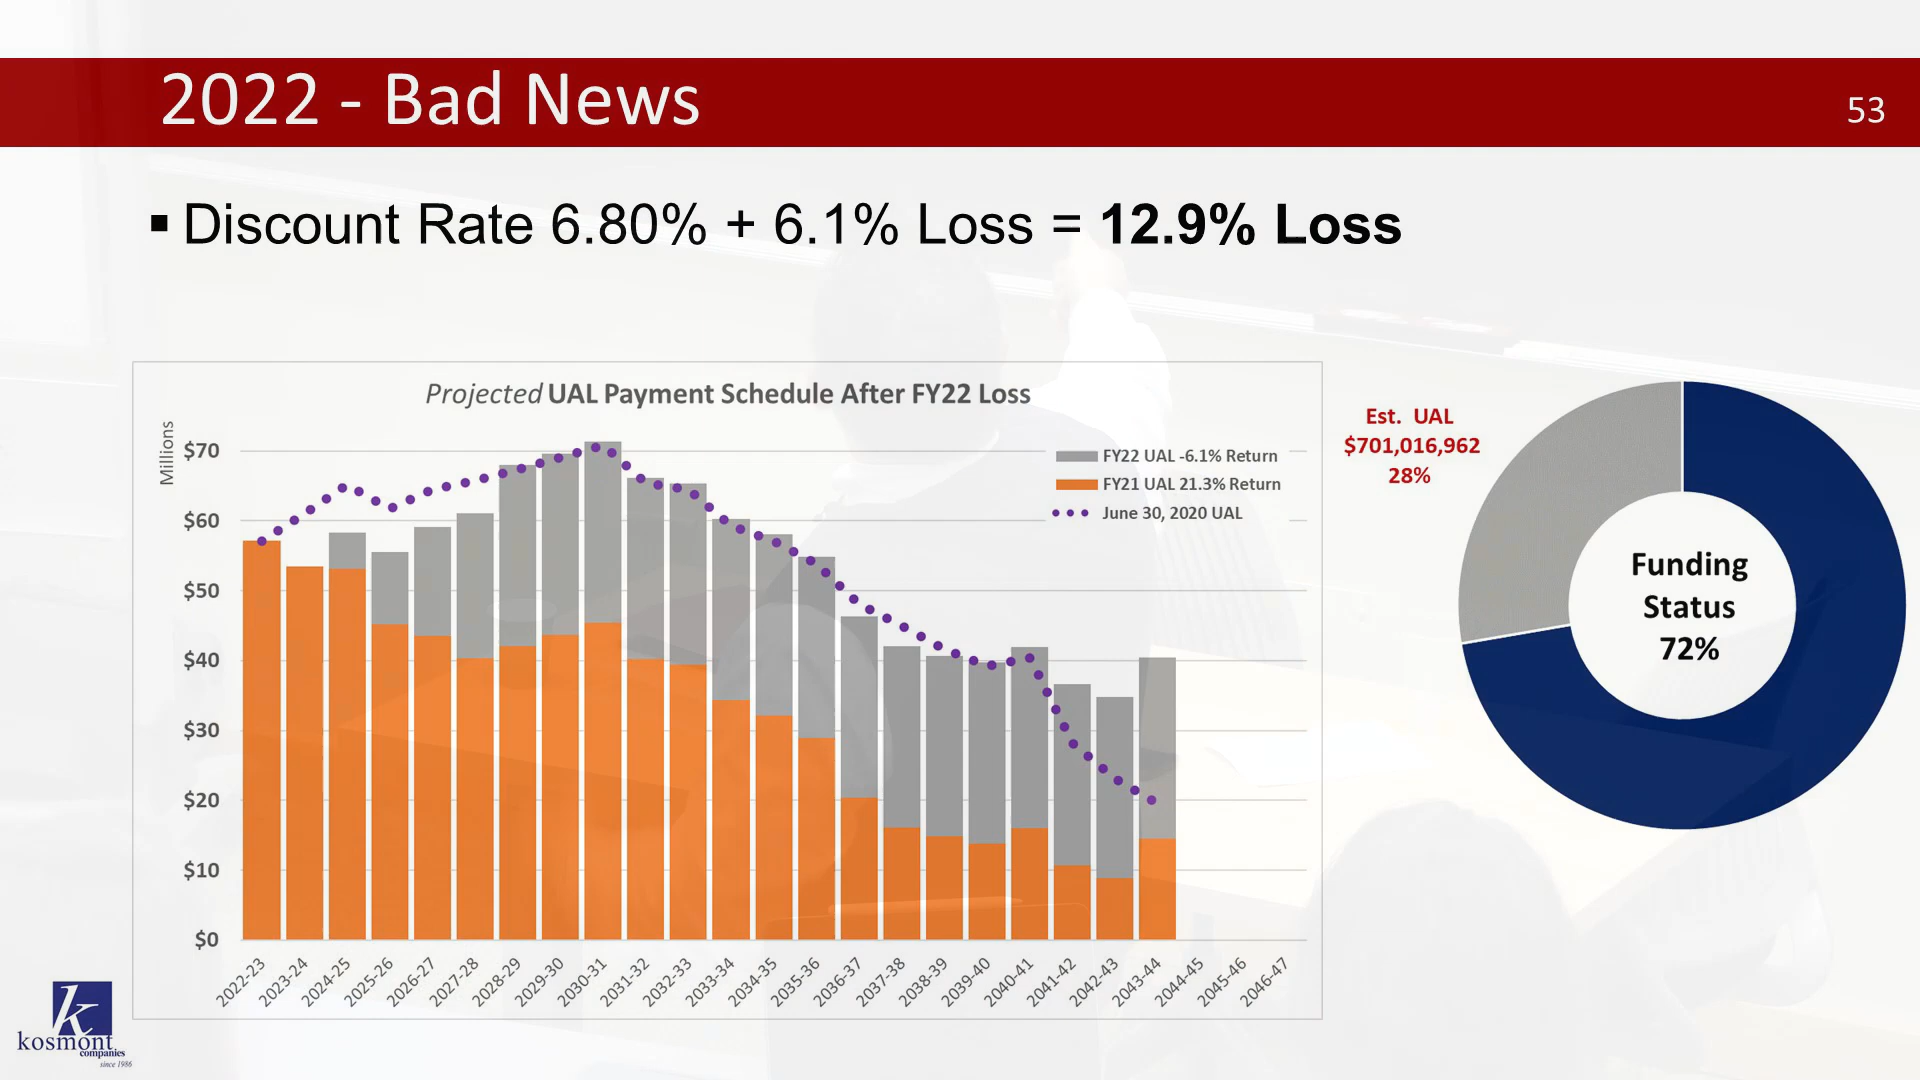 2022 - Bad News
53
▪ Discount Rate 6.80% + 6.1% Loss = 12.9% Loss
Projected UAL Payment Schedule After FY22 Loss
Millions
$70
$60
$50
$40
$30
$20
$10
$0
FY22 UAL -6.1% Return
FY21 UAL 21.3% Return
June 30, 2020 UAL
2022-23
2023-24
2024-25
2025-26
2026-27
2027-28
2028-29
2029-30
2030-31
2031-32
2032-33
2033-34
2034-35
2035-36
2036-37
2037-38
2038-39
2039-40
2040-41
2041-42
2042-43
2043-44
2044-45
2045-46
2046-47
Est. UAL
$701,016,962
28%
Funding
Status
72%
k
kosmont
companies
since 1986